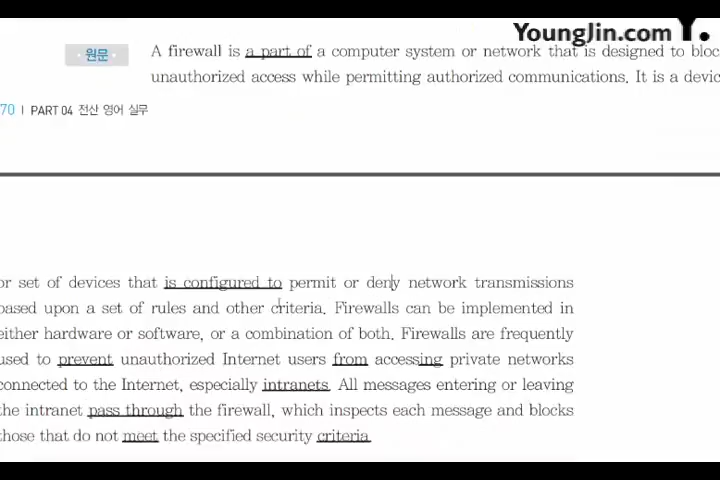 YoungJin.com Y.
원문 A firewall is a part of a computer system or network that is designed to bloc
unauthorized access while permitting authorized communications. It is a devic
70 | PART 04 전산 영어 실무
or set of devices that is configured to permit or deny network transmissions
based upon a set of rules and other criteria. Firewalls can be implemented in
either hardware or software, or a combination of both. Firewalls are frequently
used to prevent unauthorized Internet users from accessing private networks
connected to the Internet, especially intranets. All messages entering or leaving
the intranet pass through the firewall, which inspects each message and blocks
those that do not meet the specified security criteria.